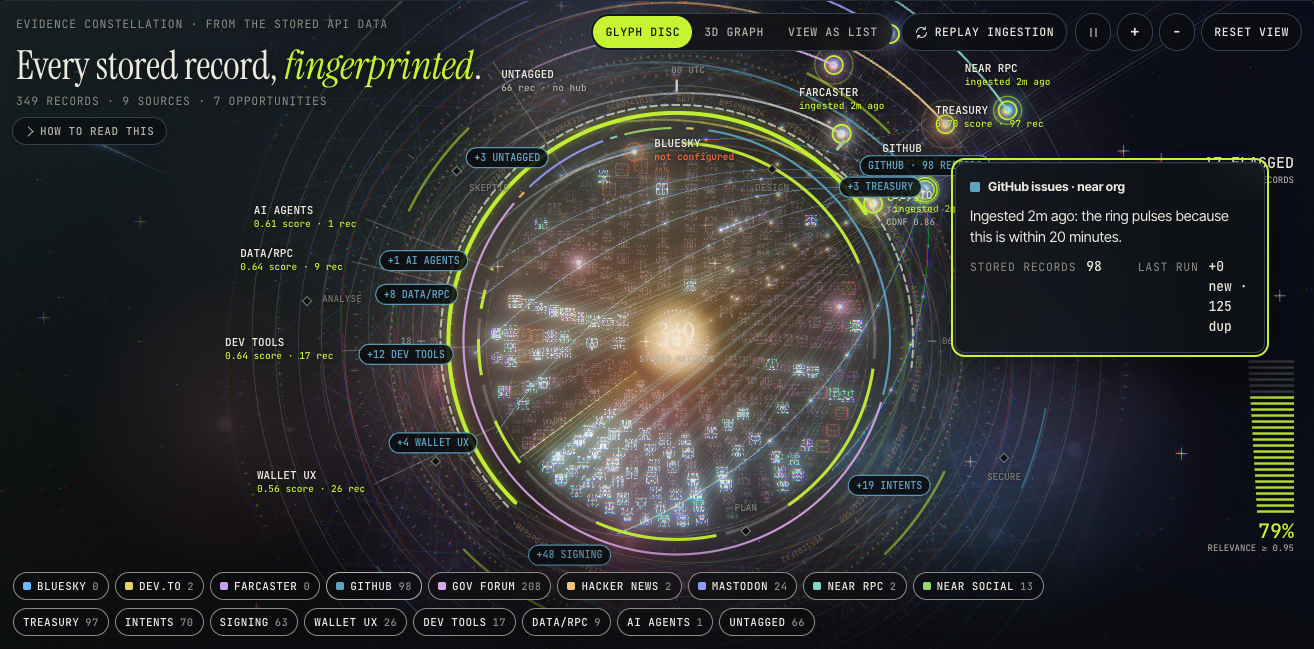 EVIDENCE CONSTELLATION · FROM THE STORED API DATA
Every stored record, fingerprinted.
349 RECORDS · 9 SOURCES · 7 OPPORTUNITIES
HOW TO READ THIS
GLYPH DISC
3D GRAPH
VIEW AS LIST
REPLAY INGESTION
+
-
RESET VIEW
UNTAGGED
66 rec · no hub
00 UTC
FARCASTER
ingested 2m ago
NEAR RPC
ingested 2m ago
TREASURY
97 rec
BLUESKY
not configured
GITHUB
+3 UNTAGGED
+3 TREASURY
ingested 2m
CONF 0.86
DESIGN
FLAGGED
GitHub issues · near org
Ingested 2m ago: the ring pulses because
this is within 20 minutes.
STORED RECORDS 98
LAST RUN +0
new ·
125
dup
AI AGENTS
0.61 score · 1 rec
DATA/RPC
0.64 score · 9 rec
+1 AI AGENTS
+8 DATA/RPC
ANALYSE
DEV TOOLS
0.64 score · 17 rec
+12 DEV TOOLS
18
349
STORED RECORDS
+4 WALLET UX
WALLET UX
0.56 score · 26 rec
+19 INTENTS
SECURE
PLAN
+48 SIGNING
79%
RELEVANCE ≥ 0.95
BLUESKY 0
DEV.TO 2
FARCASTER 0
GITHUB 98
GOV FORUM 208
HACKER NEWS 2
MASTODON 24
NEAR RPC 2
NEAR SOCIAL 13
TREASURY 97
INTENTS 70
SIGNING 63
WALLET UX 26
DEV TOOLS 17
DATA/RPC 9
AI AGENTS 1
UNTAGGED 66